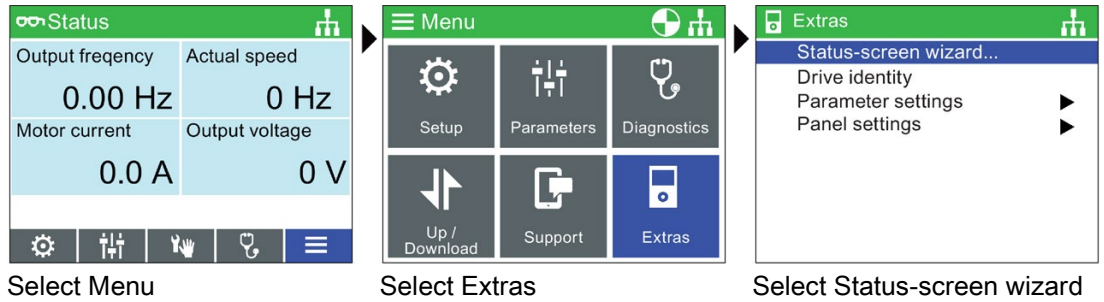 Status
Output freqency
Actual speed
0.00 Hz
0 Hz
Motor current
Output voltage
0.0 A
0 V
Select Menu
Menu
Setup
Parameters
Diagnostics
Up /
Download
Support
Extras
Select Extras
Extras
Status-screen wizard...
Drive identity
Parameter settings
Panel settings
Select Status-screen wizard